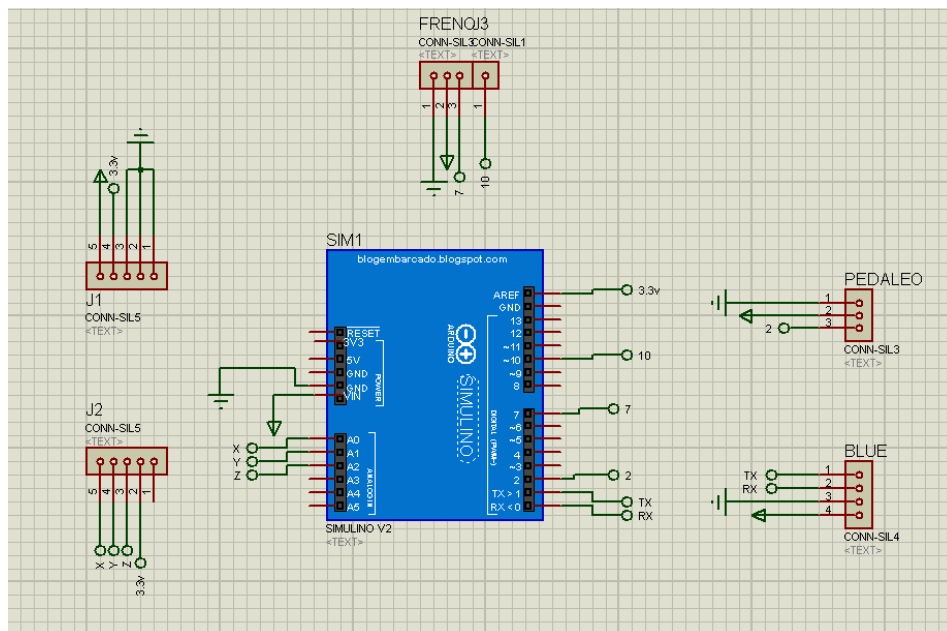 FRENOJ3
CONN-SIL3CONN-SIL1
<TEXT> <TEXT>
1 2 3 1
7 10
3.3v
5 4 3 2 1
J1
CONN-SIL5
<TEXT>
J2
CONN-SIL5
<TEXT>
5 4 3 2 1
X Y Z 3.3v
SIM1
blogembarcado.blogspot.com
RESET
3V3
5V
GND
GND
VIN
POWER
A0
A1
A2
A3
A4
A5
ANALOG IN
X
Y
Z
ARDUINO
SIMULINO
AREF
GND
13
12
~11
~10
~9
8
7
~6
~5
4
~3
2
TX > 1
RX < 0
DIGITAL (PWM~)
3.3v
10
7
2
TX
RX
SIMULINO V2
<TEXT>
PEDALEO
1
2
3
2
CONN-SIL3
<TEXT>
BLUE
TX 1
RX 2
3
4
CONN-SIL4
<TEXT>